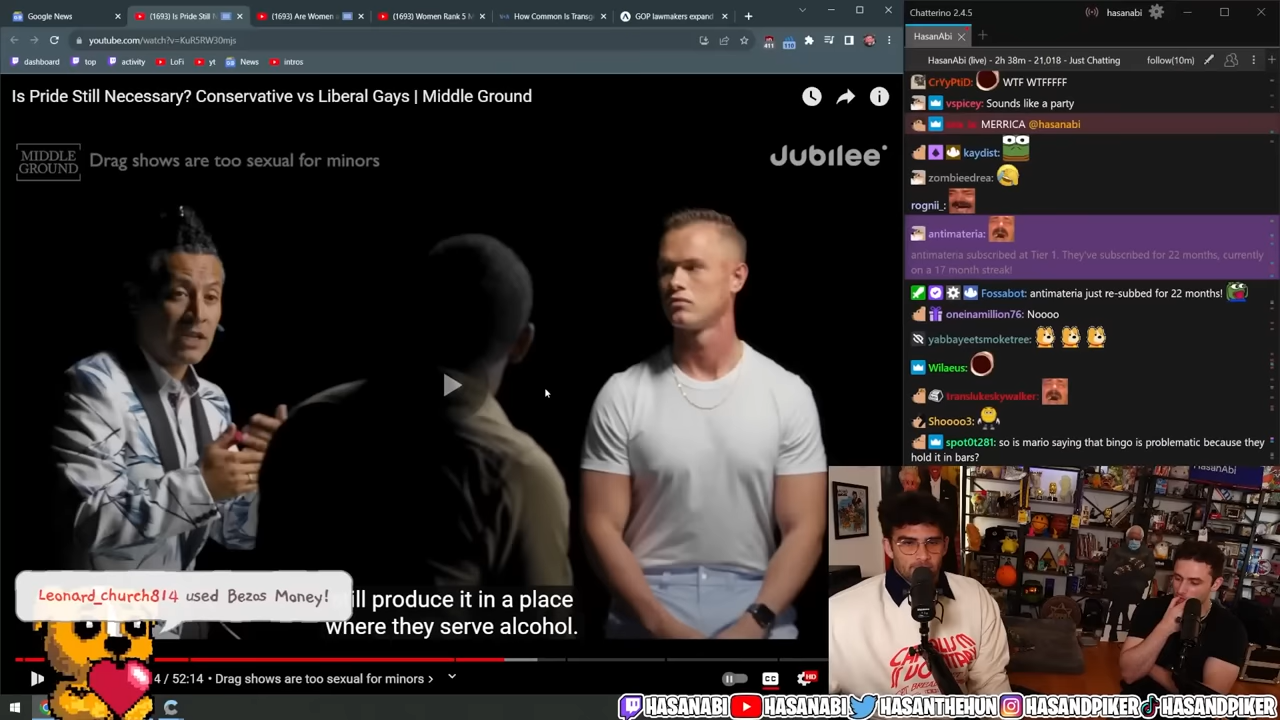 Google News
(1693) Is Pride Still N
(1693) Are Women
(1693) Women Rank 5 M
How Common Is Transg
GOP lawmakers expand
youtube.com/watch?v=KuR5RW30mjs
411
110
dashboard
top
activity
LoFi
yt
News
intros
Is Pride Still Necessary? Conservative vs Liberal Gays | Middle Ground
MIDDLE
GROUND
Drag shows are too sexual for minors
Jubilee
Leonard_church814 used Bezos Money!
ill produce it in a place
where they serve alcohol.
4 / 52:14 • Drag shows are too sexual for minors
CC
HD
Chatterino 2.4.5
hasanabi
HasanAbi
HasanAbi (live) - 2h 38m - 21,018 - Just Chatting
follow(10m)
CrYyPtiD: WTF WTFFFFF
vspicey: Sounds like a party
MERRICA @hasanabi
kaydist:
zombieedrea:
rognii_:
antimateria:
antimateria subscribed at Tier 1. They've subscribed for 22 months, currently
on a 17 month streak!
Fossabot: antimateria just re-subbed for 22 months!
oneinamillion76: Noooo
yabbayeetsmoketree:
Wilaeus:
translukeskywalker:
Shoooo3:
spot0t281: so is mario saying that bingo is problematic because they
hold it in bars?
HasanAbi
HASANABI
HASANABI
HASANTHEHUN
HASANDPIKER
HASANDPIKER